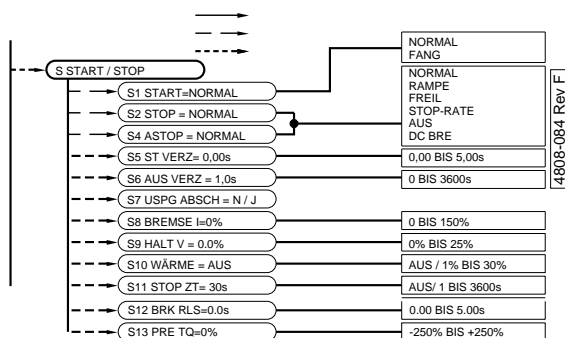 S START / STOP
S1 START=NORMAL
NORMAL
FANG
S2 STOP = NORMAL
S4 ASTOP = NORMAL
NORMAL
RAMPE
FREIL
STOP-RATE
AUS
DC BRE
S5 ST VERZ= 0,00s
0,00 BIS 5,00s
S6 AUS VERZ = 1,0s
0 BIS 3600s
S7 USPG ABSCH = N / J
S8 BREMSE I=0%
0 BIS 150%
S9 HALT V = 0.0%
0% BIS 25%
S10 WÄRME = AUS
AUS / 1% BIS 30%
S11 STOP ZT= 30s
AUS/ 1 BIS 3600s
S12 BRK RLS=0.0s
0.00 BIS 5.00s
S13 PRE TQ=0%
-250% BIS +250%
4808-084 Rev F